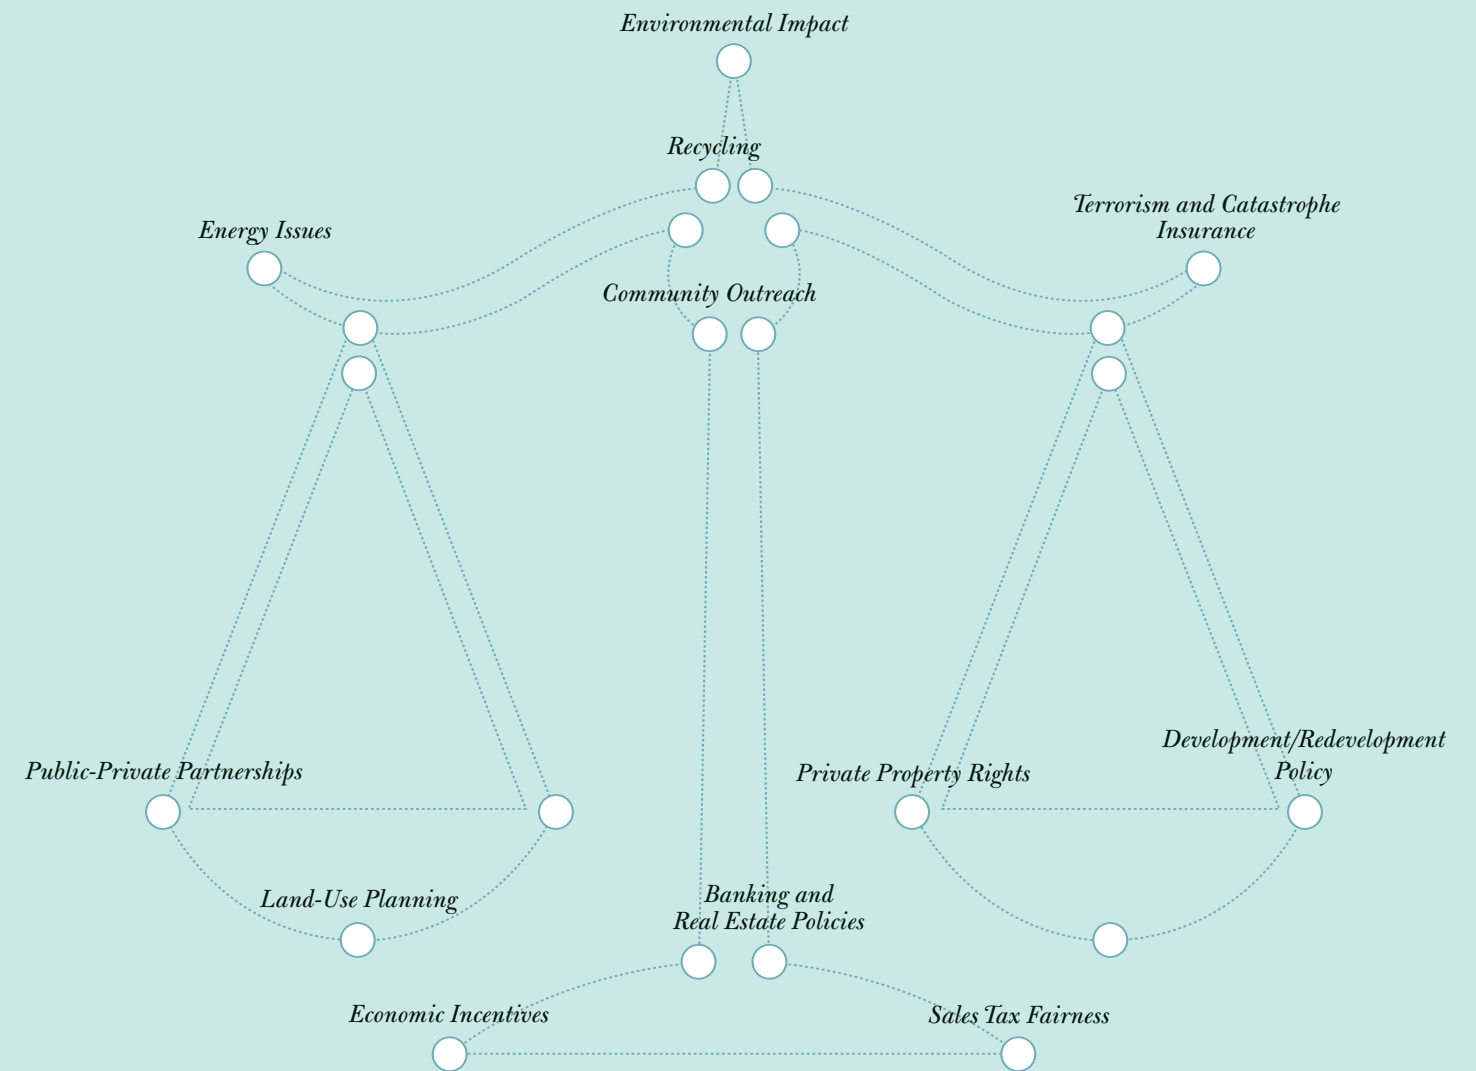 Environmental Impact
Recycling
Terrorism and Catastrophe
Insurance
Energy Issues
Community Outreach
Development/Redevelopment
Policy
Public-Private Partnerships
Private Property Rights
Land-Use Planning
Banking and
Real Estate Policies
Economic Incentives
Sales Tax Fairness